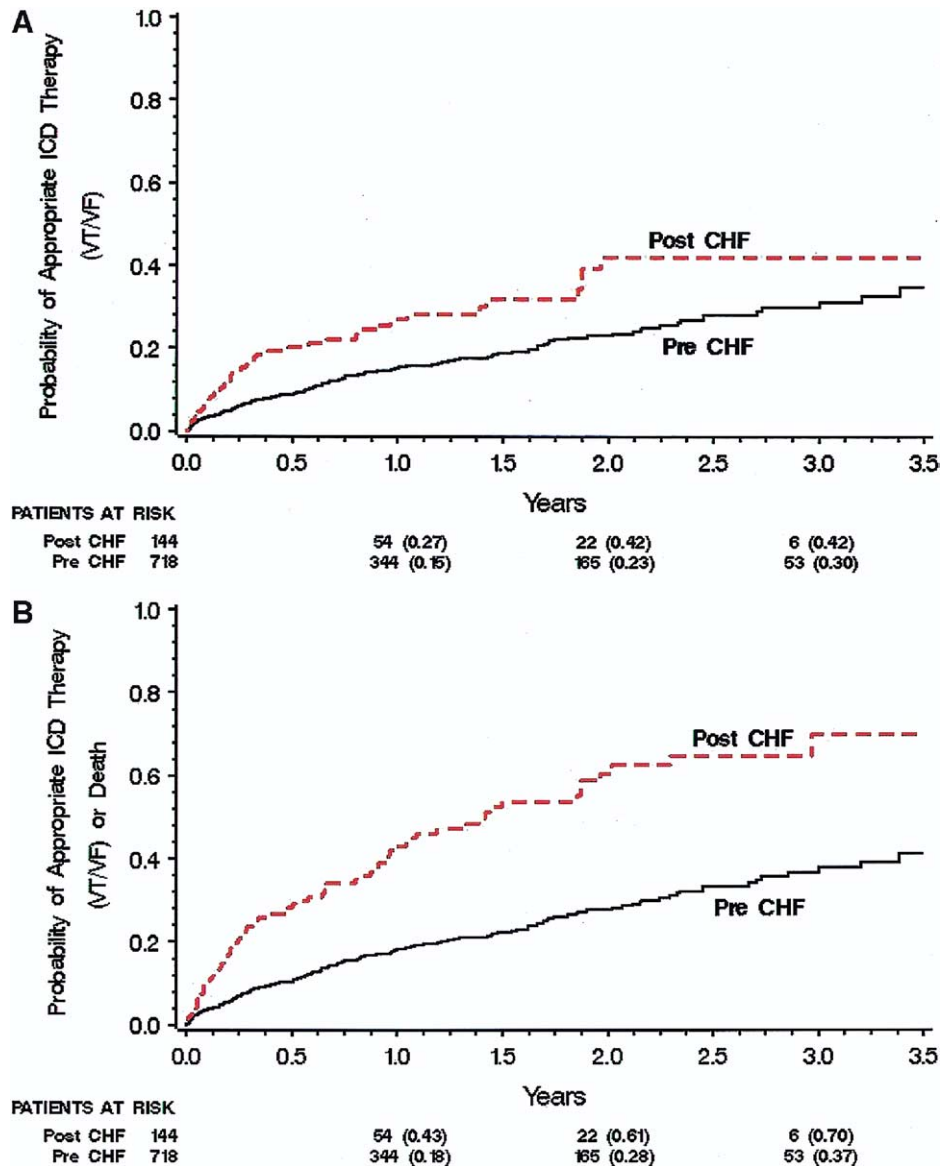 A
Probability of Appropriate ICD Therapy
(VT/VF)
1.0
0.8
0.6
0.4
0.2
0.0
Post CHF
Pre CHF
0.0 0.5 1.0 1.5 2.0 2.5 3.0 3.5
Years
PATIENTS AT RISK
Post CHF 144 54 (0.27) 22 (0.42) 6 (0.42)
Pre CHF 718 344 (0.15) 165 (0.23) 53 (0.30)
B
Probability of Appropriate ICD Therapy
(VT/VF) or Death
1.0
0.8
0.6
0.4
0.2
0.0
Post CHF
Pre CHF
0.0 0.5 1.0 1.5 2.0 2.5 3.0 3.5
Years
PATIENTS AT RISK
Post CHF 144 54 (0.43) 22 (0.61) 6 (0.70)
Pre CHF 718 344 (0.18) 165 (0.28) 53 (0.37)